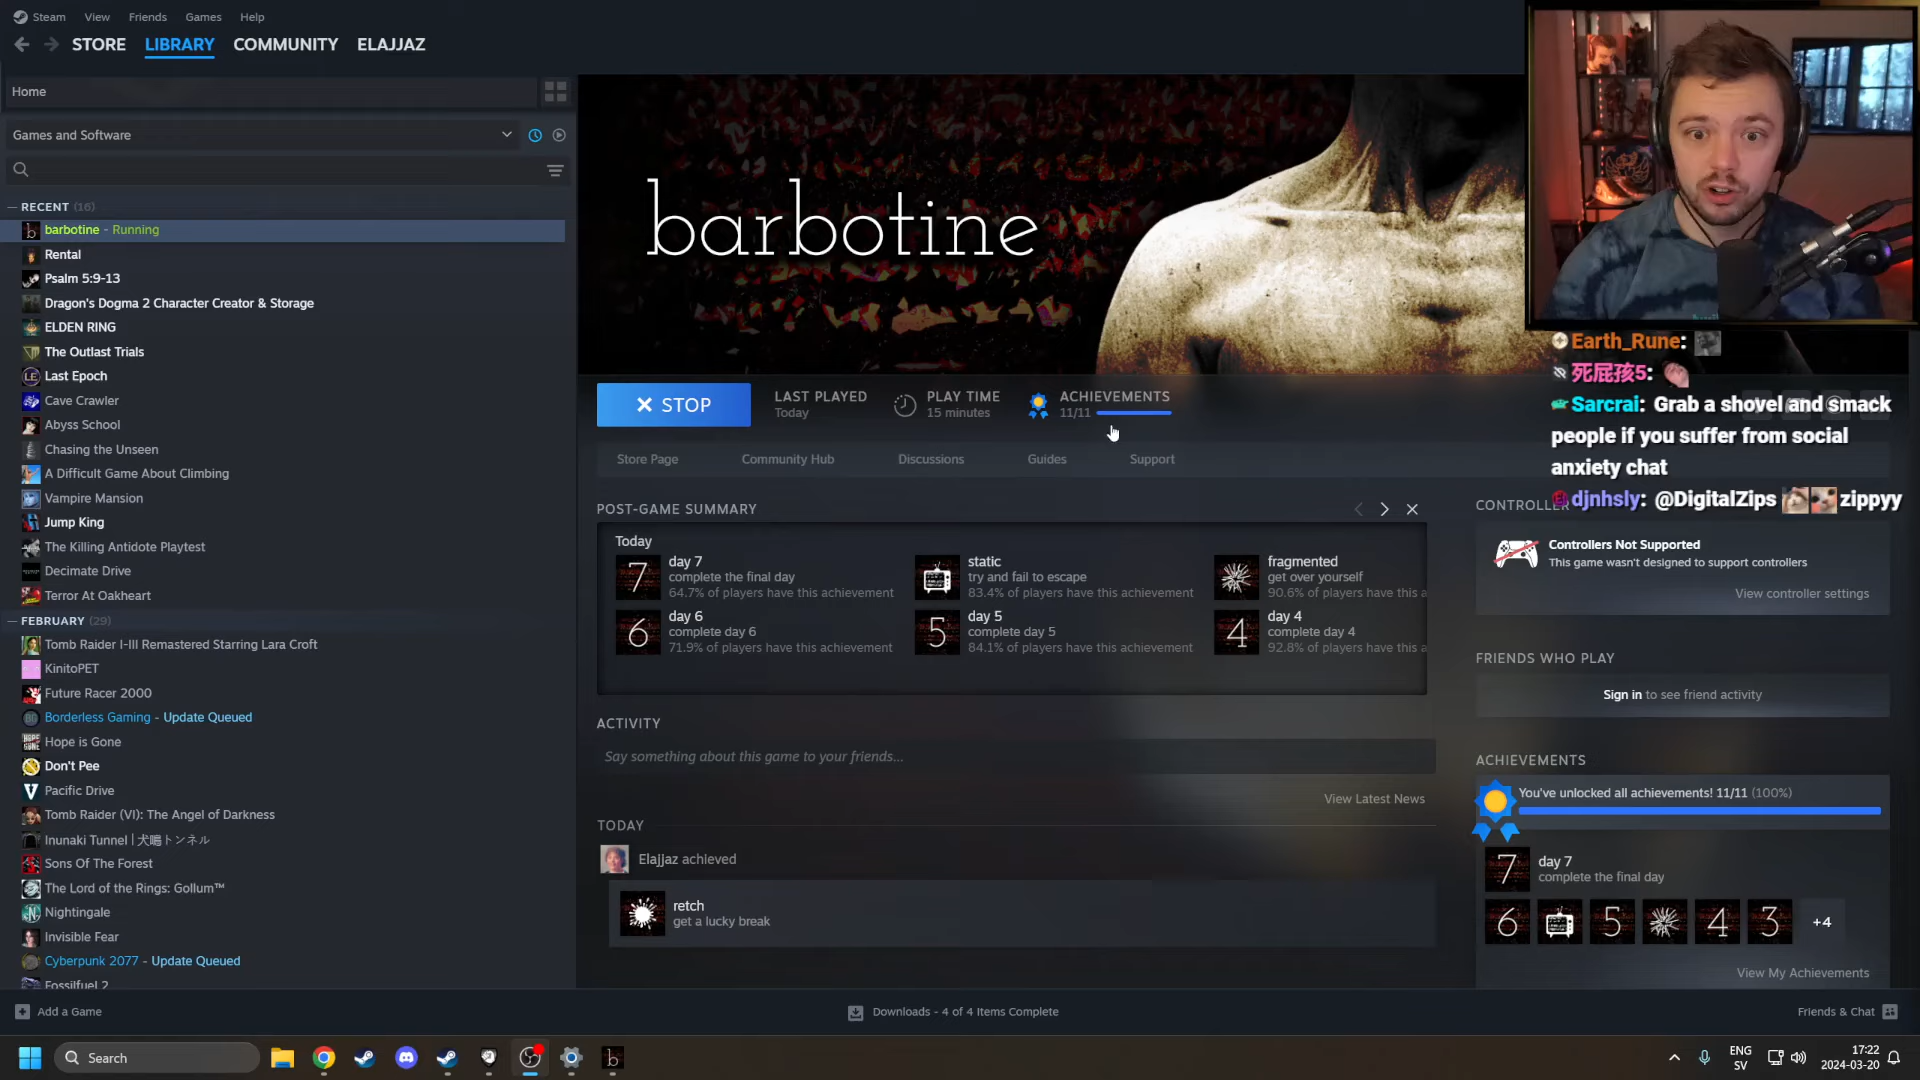 Steam View Friends Games Help
STORE LIBRARY COMMUNITY ELAJJAZ
Home
Games and Software
RECENT (16)
barbotine - Running
Rental
Psalm 5:9-13
Dragon's Dogma 2 Character Creator & Storage
ELDEN RING
The Outlast Trials
Last Epoch
Cave Crawler
Abyss School
Chasing the Unseen
A Difficult Game About Climbing
Vampire Mansion
Jump King
The Killing Antidote Playtest
Decimate Drive
Terror At Oakheart
FEBRUARY (29)
Tomb Raider I-III Remastered Starring Lara Croft
KinitoPET
Future Racer 2000
Borderless Gaming - Update Queued
Hope is Gone
Don't Pee
Pacific Drive
Tomb Raider (VI): The Angel of Darkness
Inunaki Tunnel | 犬鳴トンネル
Sons Of The Forest
The Lord of the Rings: Gollum™
Nightingale
Invisible Fear
Cyberpunk 2077 - Update Queued
Fossilfuel 2
barbotine
STOP
LAST PLAYED
Today
PLAY TIME
15 minutes
ACHIEVEMENTS
11/11
Store Page Community Hub Discussions Guides Support
POST-GAME SUMMARY
Today
7
day 7
complete the final day
64.7% of players have this achievement
static
try and fail to escape
83.4% of players have this achievement
fragmented
get over yourself
90.6% of players have this a
6
day 6
complete day 6
71.9% of players have this achievement
5
day 5
complete day 5
84.1% of players have this achievement
4
day 4
complete day 4
92.8% of players have this a
ACTIVITY
Say something about this game to your friends...
View Latest News
TODAY
Elajjaz achieved
retch
get a lucky break
Earth_Rune:
死屁孩5:
Sarcrai: Grab a shovel and smack
people if you suffer from social
anxiety chat
djnhsly: @DigitalZips zippyy
CONTROLLER
Controllers Not Supported
This game wasn't designed to support controllers
View controller settings
FRIENDS WHO PLAY
Sign in to see friend activity
ACHIEVEMENTS
You've unlocked all achievements! 11/11 (100%)
7
day 7
complete the final day
6 5 4 3 +4
View My Achievements
Add a Game
Downloads - 4 of 4 Items Complete
Friends & Chat
Search
b
ENG
SV
17:22
2024-03-20